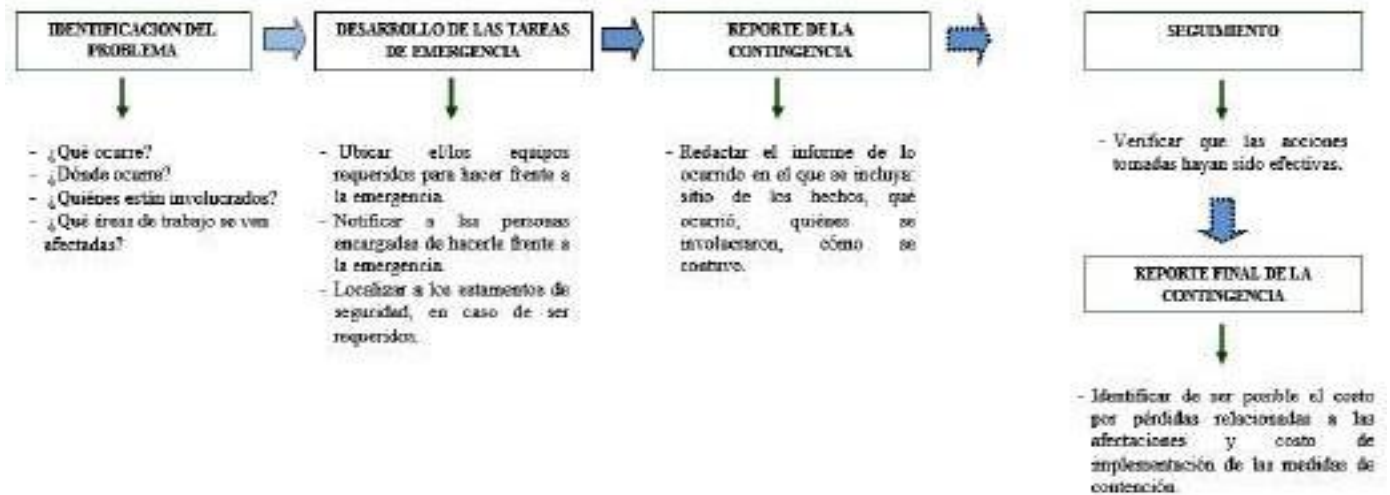 IDENTIFICACION DEL
PROBLEMA
- ¿Qué ocurre?
- ¿Dónde ocurre?
- ¿Quiénes están involucrados?
- ¿Qué áreas de trabajo se ven
afectadas?
DESARROLLO DE LAS TAREAS
DE EMERGENCIA
- Ubicar el/los equipos
requeridos para hacer frente a
la emergencia.
- Notificar a las personas
encargadas de hacerle frente a
la emergencia.
- Localizar a los estamentos de
seguridad, en caso de ser
requeridos.
REPORTE DE LA
CONTINGENCIA
- Redactar el informe de lo
ocurrido en el que se incluya:
sitio de los hechos, qué
ocurrió, quiénes se
involucraron, cómo se
contuvo.
SEGUIMIENTO
- Verificar que las acciones
tomadas hayan sido efectivas.
REPORTE FINAL DE LA
CONTINGENCIA
- Identificar de ser posible el costo
por pérdidas relacionadas a las
afectaciones y costo de
implementación de las medidas de
contención.